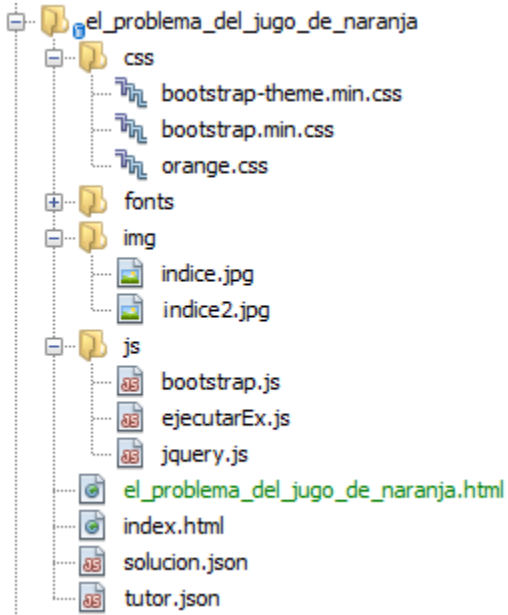 el_problema_del_jugo_de_naranja
css
bootstrap-theme.min.css
bootstrap.min.css
orange.css
fonts
img
indice.jpg
indice2.jpg
js
bootstrap.js
ejecutarEx.js
jquery.js
el_problema_del_jugo_de_naranja.html
index.html
solucion.json
tutor.json